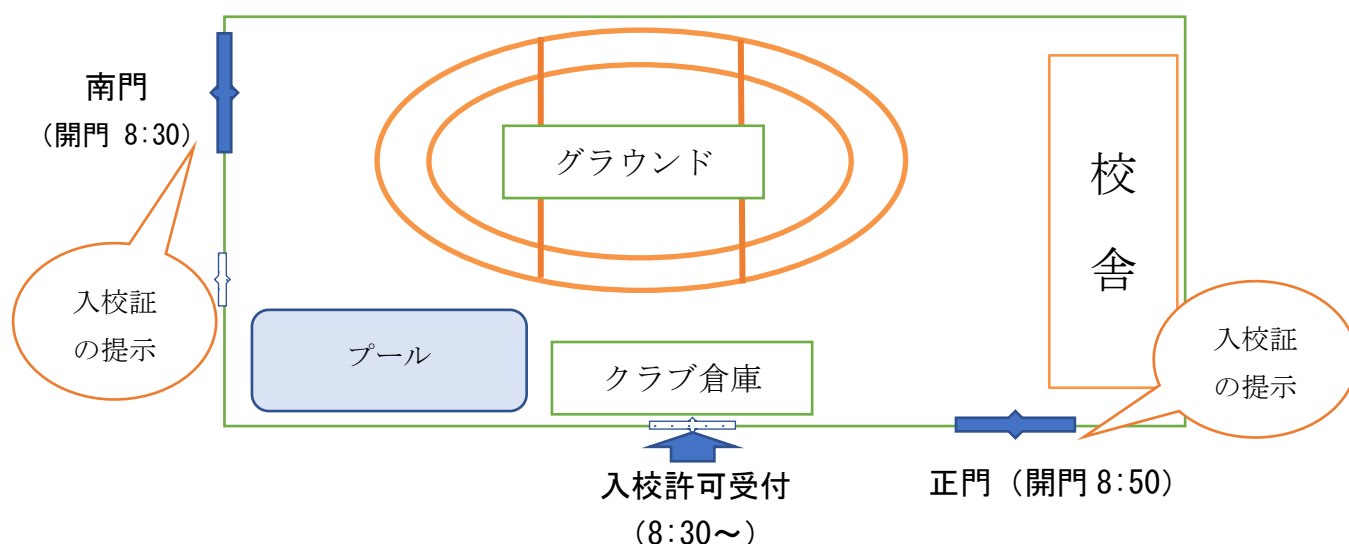 南門
(開門 8:30)
グラウンド
校
舎
入校証
の提示
プール
クラブ倉庫
入校証
の提示
入校許可受付
(8:30~)
正門 (開門 8:50)